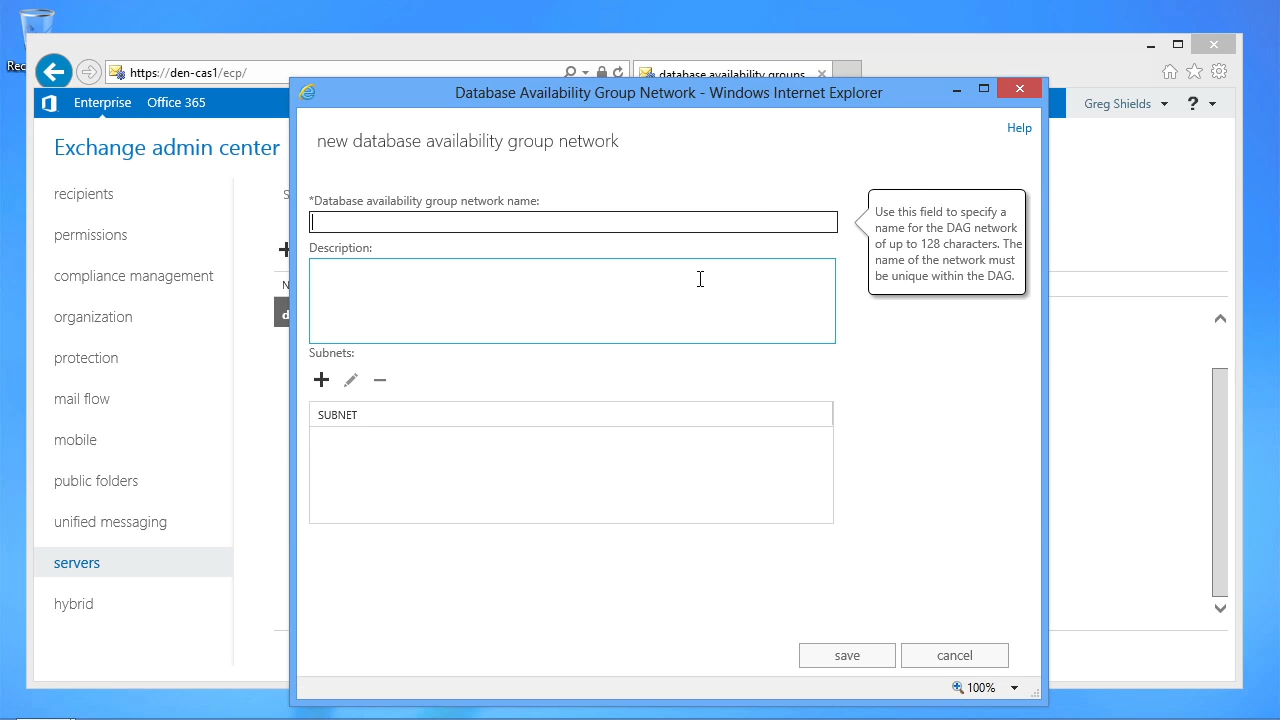 Rec
https://den-cas1/ecp/
database availability groups
Enterprise Office 365
Greg Shields ?
Exchange admin center
recipients
permissions
compliance management
organization
protection
mail flow
mobile
public folders
unified messaging
servers
hybrid
Database Availability Group Network - Windows Internet Explorer
Help
new database availability group network
*Database availability group network name:
Use this field to specify a
name for the DAG network
of up to 128 characters. The
name of the network must
be unique within the DAG.
Description:
Subnets:
SUBNET
save cancel
100%